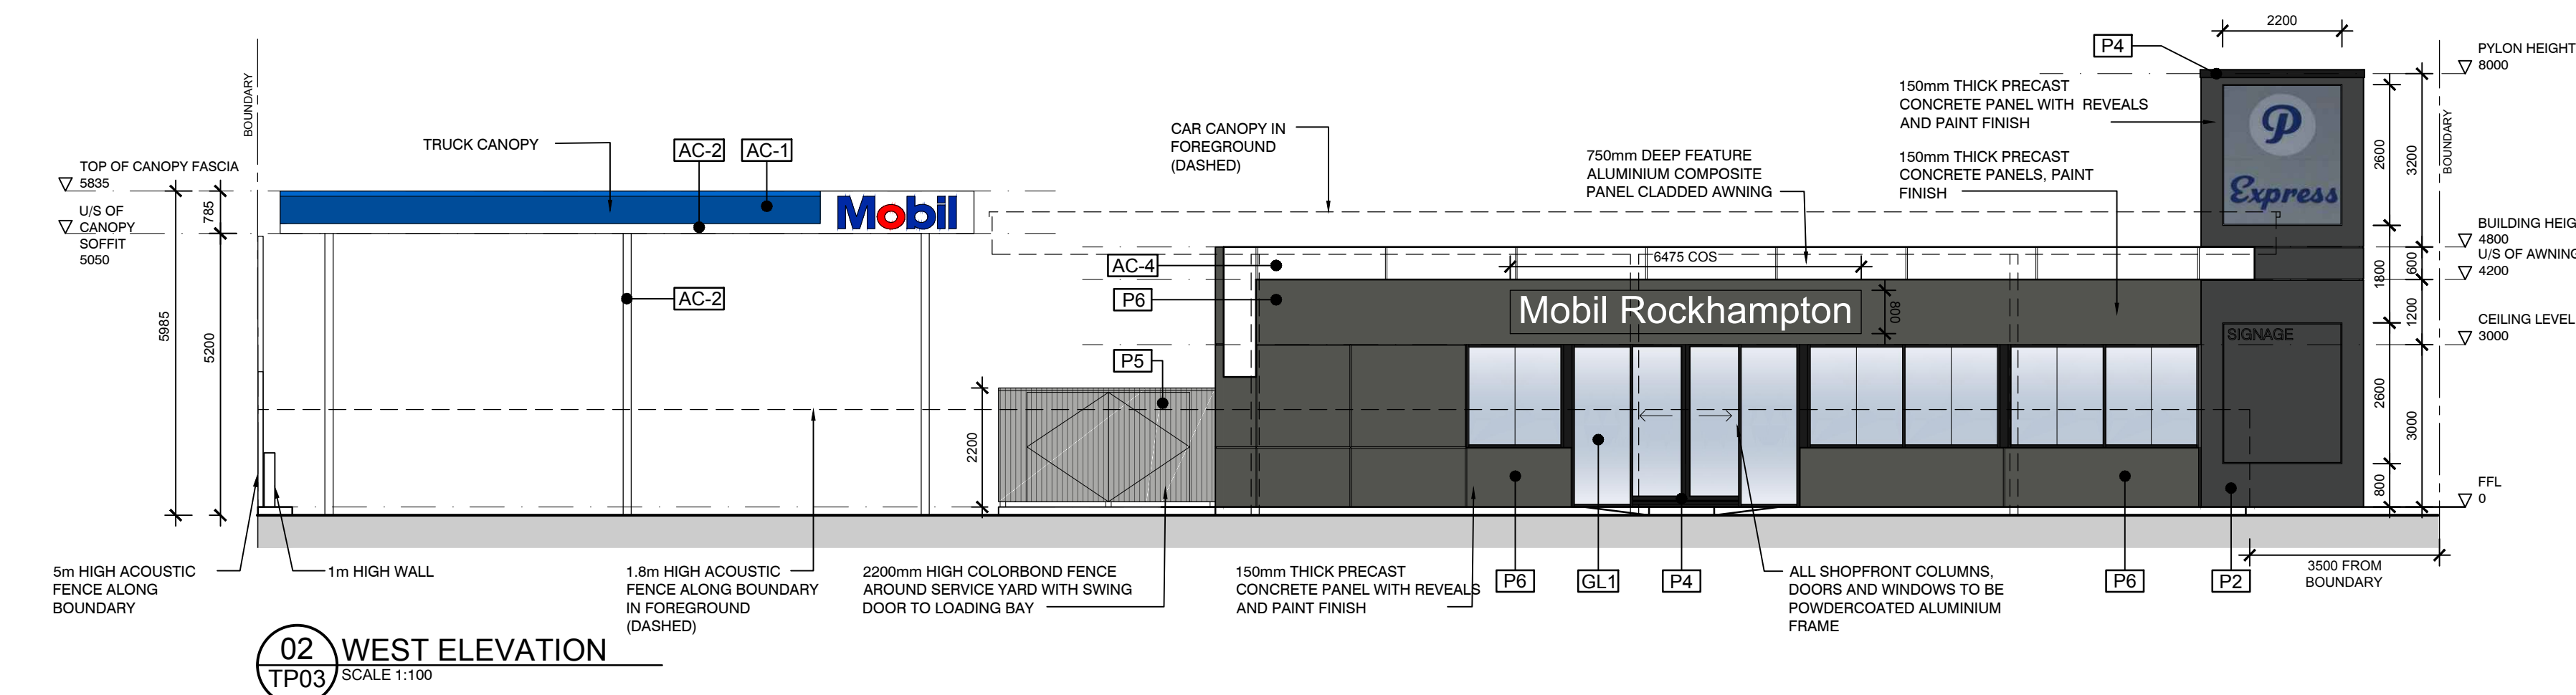 2200
P4
PYLON HEIGHT
8000
150mm THICK PRECAST
CONCRETE PANEL WITH REVEALS
AND PAINT FINISH
BOUNDARY
P
Express
2600
3200
BOUNDARY
TRUCK CANOPY
AC-2
AC-1
CAR CANOPY IN
FOREGROUND
(DASHED)
750mm DEEP FEATURE
ALUMINIUM COMPOSITE
PANEL CLADDED AWNING
150mm THICK PRECAST
CONCRETE PANELS, PAINT
FINISH
TOP OF CANOPY FASCIA
5835
U/S OF
CANOPY
SOFFIT
5050
785
Mobil
BUILDING HEIG
4800
U/S OF AWNING
4200
AC-4
6475 COS
1800
600
AC-2
P6
Mobil Rockhampton
800
1200
CEILING LEVEL
3000
5985
5200
P5
SIGNAGE
2200
2600
3000
800
FFL
0
5m HIGH ACOUSTIC
FENCE ALONG
BOUNDARY
1m HIGH WALL
1.8m HIGH ACOUSTIC
FENCE ALONG BOUNDARY
IN FOREGROUND
(DASHED)
2200mm HIGH COLORBOND FENCE
AROUND SERVICE YARD WITH SWING
DOOR TO LOADING BAY
150mm THICK PRECAST
CONCRETE PANEL WITH REVEALS
AND PAINT FINISH
P6
GL1
P4
ALL SHOPFRONT COLUMNS,
DOORS AND WINDOWS TO BE
POWDERCOATED ALUMINIUM
FRAME
P6
P2
3500 FROM
BOUNDARY
02
TP03
WEST ELEVATION
SCALE 1:100